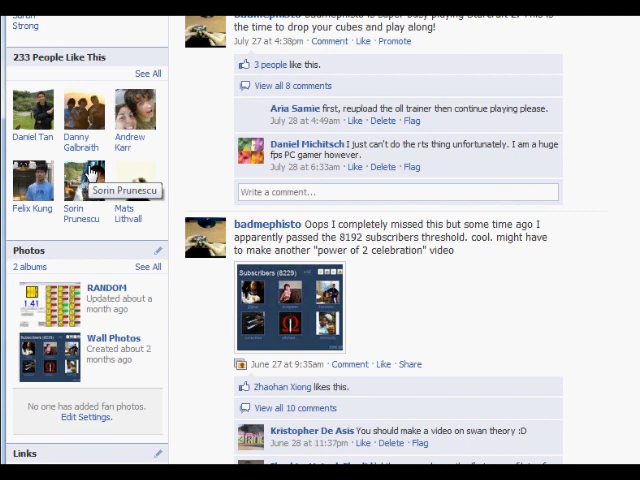 Strong
233 People Like This
See All
Daniel Tan
Danny
Galbraith
Andrew
Karr
Felix Kung
Sorin
Prunescu
Mats
Lithvall
Sorin Prunescu
Photos
2 albums
See All
RANDOM
Updated about a
month ago
Wall Photos
Created about 2
months ago
No one has added fan photos.
Edit Settings.
Links
the time to drop your cubes and play along!
July 27 at 4:38pm · Comment · Like · Promote
3 people like this.
View all 8 comments
Aria Samie first, reupload the oll trainer then continue playing please.
July 28 at 4:49am · Like · Delete · Flag
Daniel Michitsch I just can't do the rts thing unfortunately. I am a huge
fps PC gamer however.
July 28 at 6:33am · Like · Delete · Flag
Write a comment...
badmephisto Oops I completely missed this but some time ago I
apparently passed the 8192 subscribers threshold. cool. might have
to make another "power of 2 celebration" video
Subscribers (8229)
June 27 at 9:35am · Comment · Like · Share
Zhaohan Xiong likes this.
View all 10 comments
Kristopher De Asis You should make a video on swan theory :D
June 28 at 11:37pm · Like · Delete · Flag